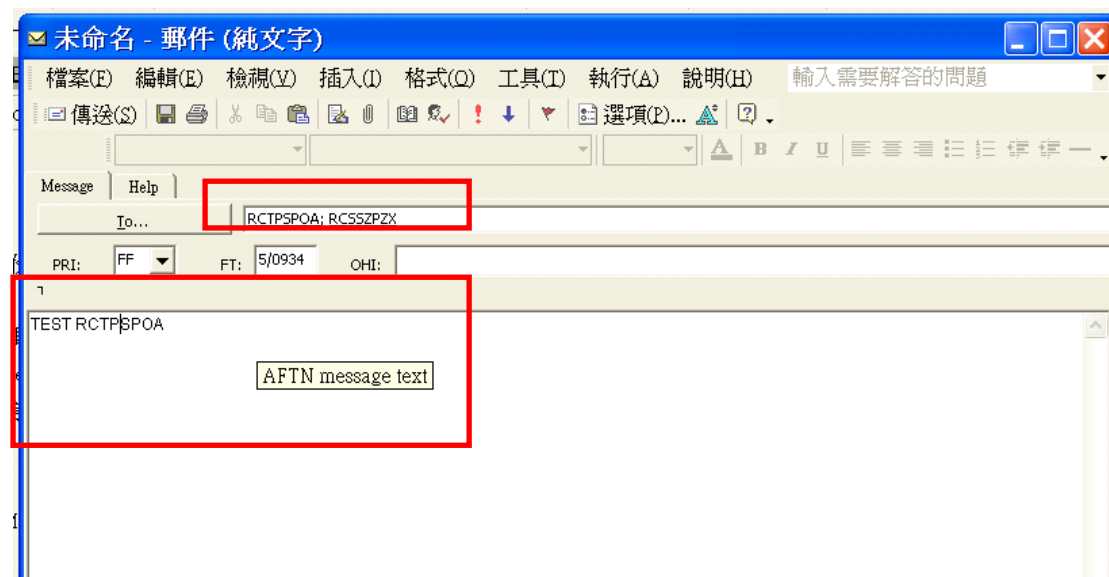 未命名 - 郵件 (純文字)
檔案(F) 編輯(E) 檢視(V) 插入(I) 格式(O) 工具(T) 執行(A) 說明(H) 輸入需要解答的問題
傳送(S) 選項(P)...
A B I U
Message Help
To... RCTPSPOA; RCSSZPZX
PRI: FF FT: 5/0934 OHI:
TEST RCTPSPOA
AFTN message text